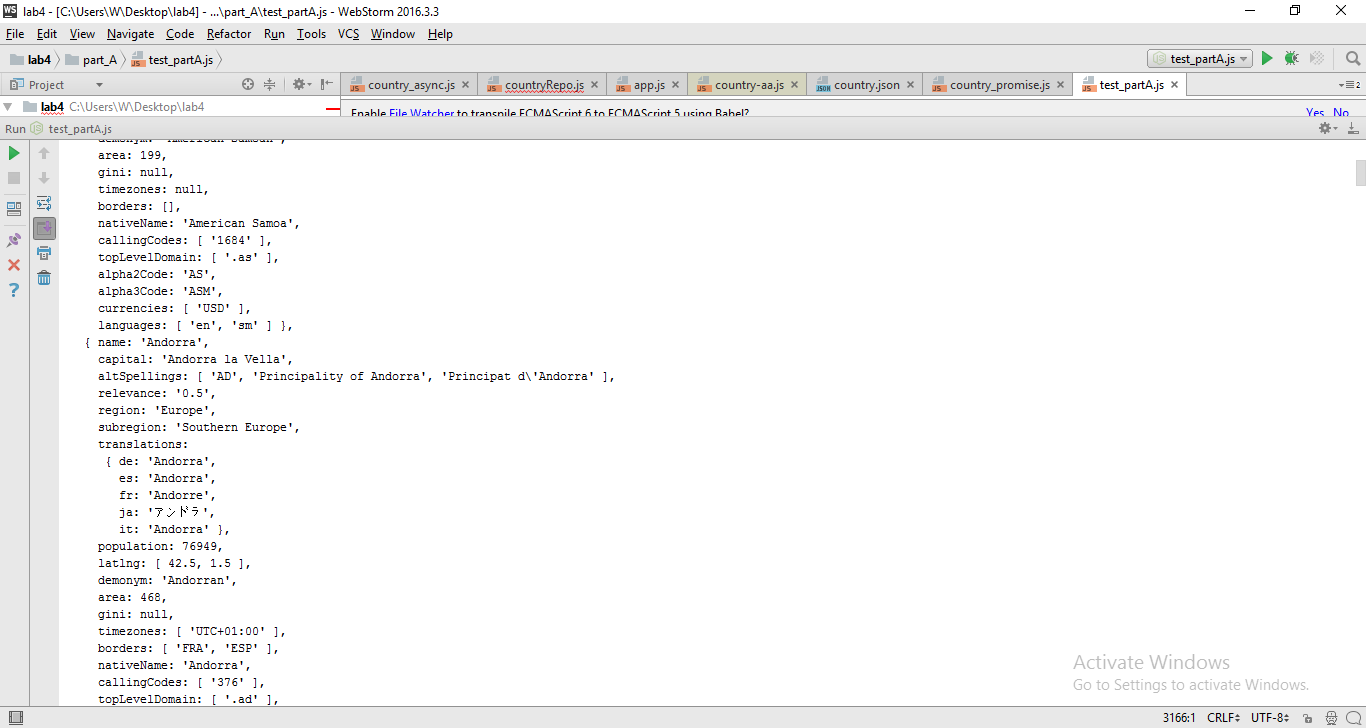 WS lab4 - [C:\Users\W\Desktop\lab4] - ...\part_A\test_partA.js - WebStorm 2016.3.3
File Edit View Navigate Code Refactor Run Tools VCS Window Help
lab4 part_A test_partA.js test_partA.js
Project country_async.js countryRepo.js app.js country-aa.js country.json country_promise.js test_partA.js 2
lab4 C:\Users\W\Desktop\lab4
Enable File Watcher to transpile ECMAScript 6 to ECMAScript 5 using Babel? Yes No
Run test_partA.js
demonym: 'American Samoan',
area: 199,
gini: null,
timezones: null,
borders: [],
nativeName: 'American Samoa',
callingCodes: [ '1684' ],
topLevelDomain: [ '.as' ],
alpha2Code: 'AS',
alpha3Code: 'ASM',
currencies: [ 'USD' ],
languages: [ 'en', 'sm' ] },
{ name: 'Andorra',
capital: 'Andorra la Vella',
altSpellings: [ 'AD', 'Principality of Andorra', 'Principat d\'Andorra' ],
relevance: '0.5',
region: 'Europe',
subregion: 'Southern Europe',
translations:
{ de: 'Andorra',
es: 'Andorra',
fr: 'Andorre',
ja: 'アンドラ',
it: 'Andorra' },
population: 76949,
latlng: [ 42.5, 1.5 ],
demonym: 'Andorran',
area: 468,
gini: null,
timezones: [ 'UTC+01:00' ],
borders: [ 'FRA', 'ESP' ],
nativeName: 'Andorra',
callingCodes: [ '376' ],
topLevelDomain: [ '.ad' ],
Activate Windows
Go to Settings to activate Windows.
3166:1 CRLF UTF-8